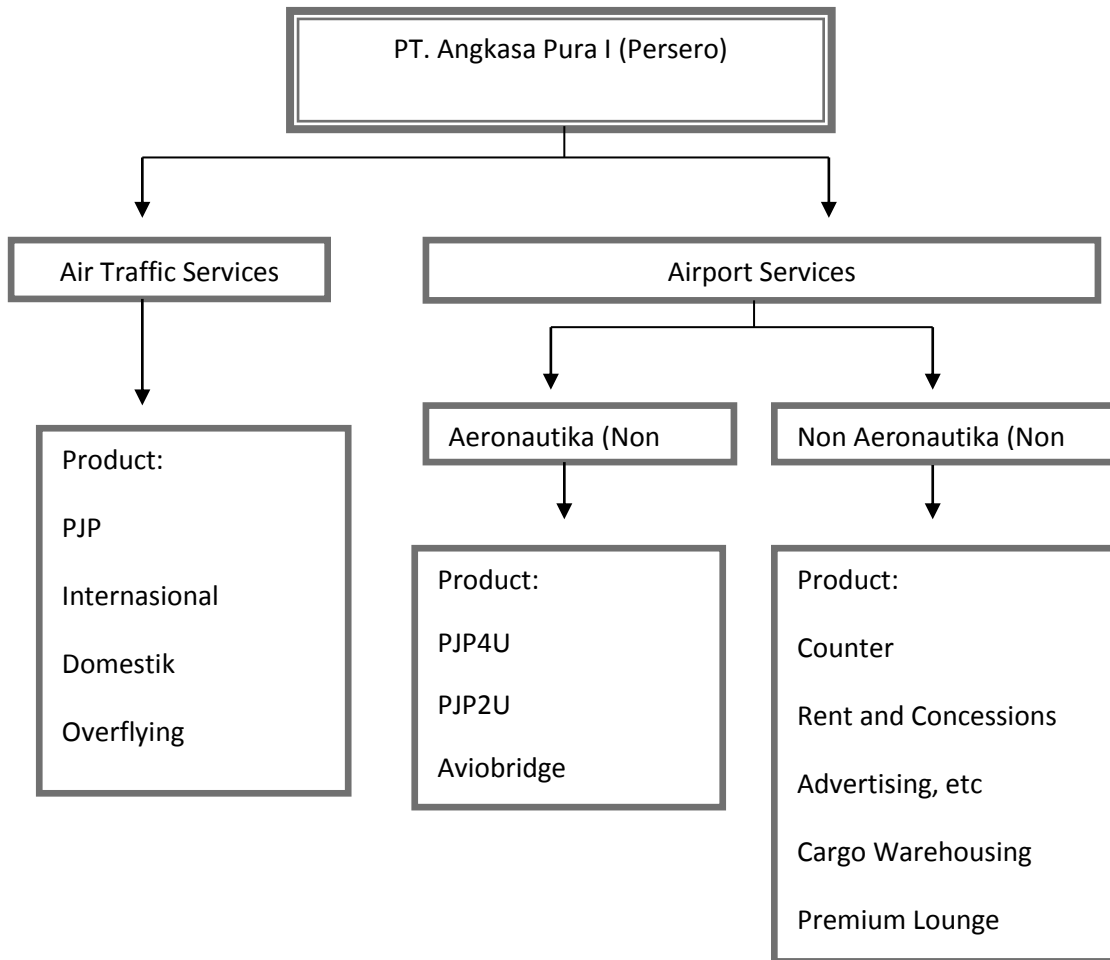 PT. Angkasa Pura I (Persero)
Air Traffic Services
Airport Services
Aeronautika (Non
Non Aeronautika (Non
Product:
PJP
Internasional
Domestik
Overflying
Product:
PJP4U
PJP2U
Aviobridge
Product:
Counter
Rent and Concessions
Advertising, etc
Cargo Warehousing
Premium Lounge